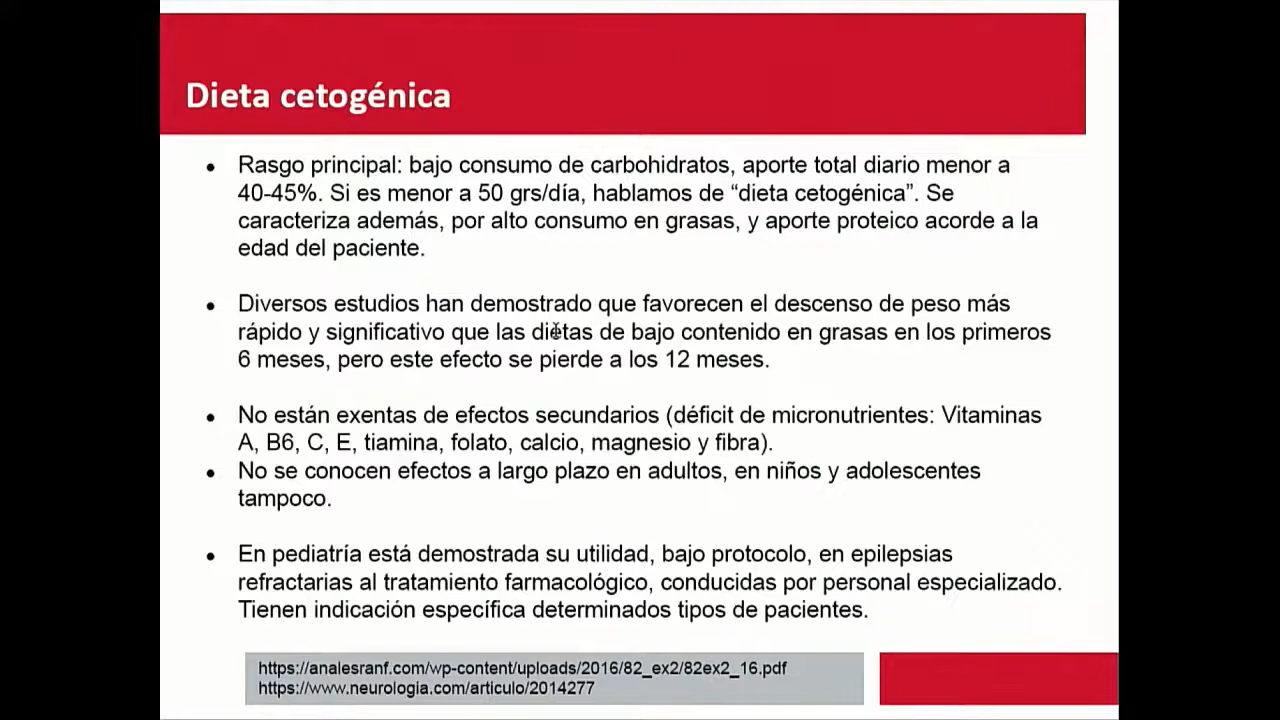 Dieta cetogénica
• Rasgo principal: bajo consumo de carbohidratos, aporte total diario menor a
40-45%. Si es menor a 50 grs/día, hablamos de “dieta cetogénica”. Se
caracteriza además, por alto consumo en grasas, y aporte proteico acorde a la
edad del paciente.
• Diversos estudios han demostrado que favorecen el descenso de peso más
rápido y significativo que las dietas de bajo contenido en grasas en los primeros
6 meses, pero este efecto se pierde a los 12 meses.
• No están exentas de efectos secundarios (déficit de micronutrientes: Vitaminas
A, B6, C, E, tiamina, folato, calcio, magnesio y fibra).
• No se conocen efectos a largo plazo en adultos, en niños y adolescentes
tampoco.
• En pediatría está demostrada su utilidad, bajo protocolo, en epilepsias
refractarias al tratamiento farmacológico, conducidas por personal especializado.
Tienen indicación específica determinados tipos de pacientes.
https://analesranf.com/wp-content/uploads/2016/82_ex2/82ex2_16.pdf
https://www.neurologia.com/articulo/2014277